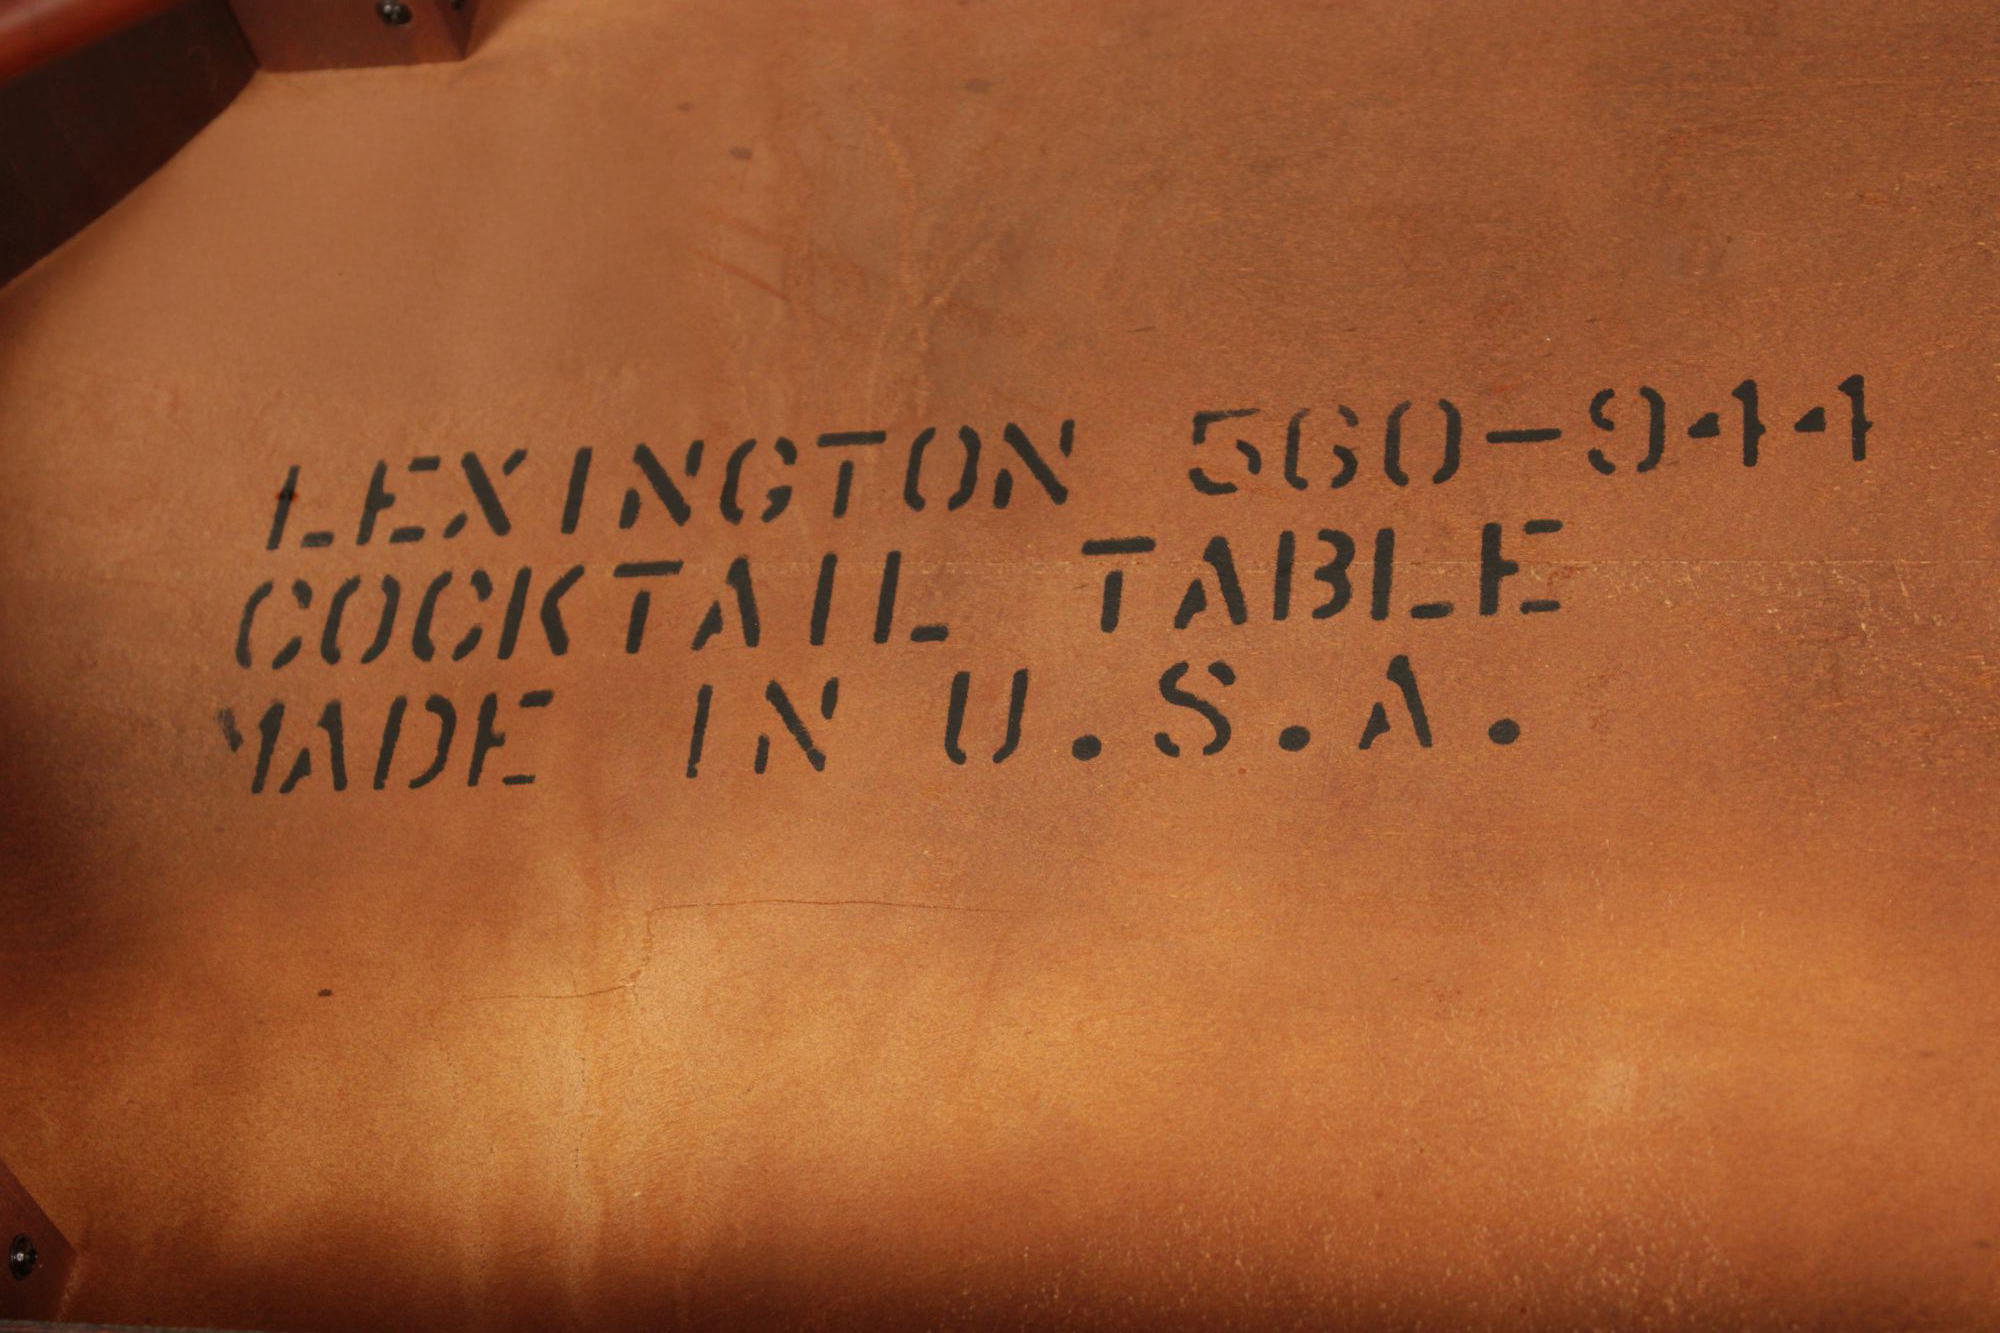 LEXINGTON 560-944
COCKTAIL TABLE
MADE IN U.S.A.